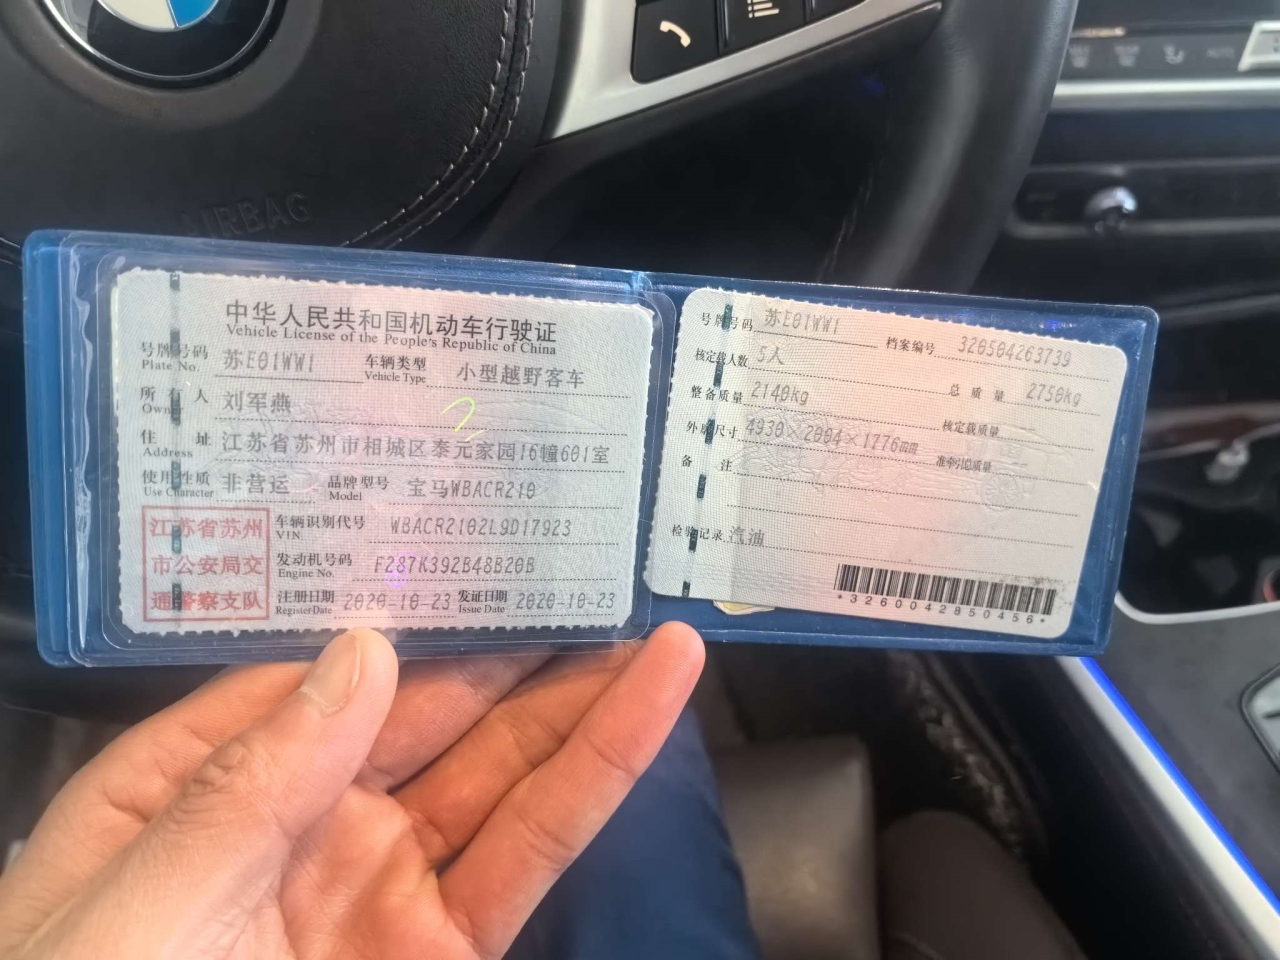 AIRBAG
中华人民共和国机动车行驶证
Vehicle License of the People's Republic of China
号牌号码 苏E01WW1 车辆类型 小型越野客车
Plate No. Vehicle Type
所有人 刘军燕
Owner
住址 江苏省苏州市相城区泰元家园16幢601室
Address
使用性质 非营运 品牌型号 宝马WBACR210
Use Character Model
江苏省苏州
市公安局交
通警察支队
车辆识别代号 WBACR2102L9D17923
VIN
发动机号码 F287K392B48B20B
Engine No.
注册日期 2020-10-23 发证日期 2020-10-23
Register Date Issue Date
号牌号码 苏E01WW1 档案编号 320504263739
核定载人数 5人 总质量 2750kg
整备质量 2140kg 核定载质量 --
外廓尺寸 4930×2004×1776mm 准牵引总质量 --
备注
检验记录 汽油
*3260042850456*